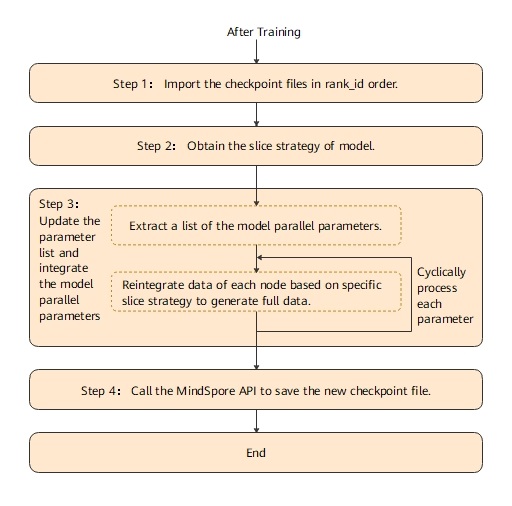 After Training
Step 1： Import the checkpoint files in rank_id order.
Step 2： Obtain the slice strategy of model.
Step 3：
Update the
parameter
list and
integrate
the model
parallel
parameters
Extract a list of the model parallel parameters.
Reintegrate data of each node based on specific
slice strategy to generate full data.
Cyclically
process
each
parameter
Step 4： Call the MindSpore API to save the new checkpoint file.
End